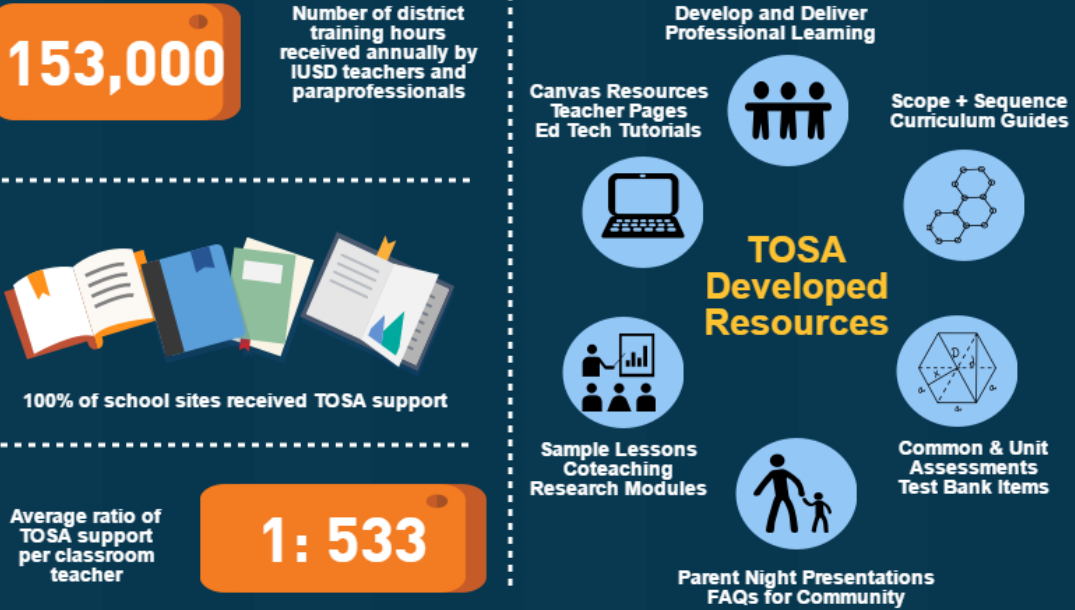 153,000
Number of district
training hours
received annually by
IUSD teachers and
paraprofessionals
100% of school sites received TOSA support
Average ratio of
TOSA support
per classroom
teacher
1: 533
Develop and Deliver
Professional Learning
Canvas Resources
Teacher Pages
Ed Tech Tutorials
Scope + Sequence
Curriculum Guides
TOSA
Developed
Resources
Sample Lessons
Coteaching
Research Modules
Common & Unit
Assessments
Test Bank Items
Parent Night Presentations
FAQs for Community